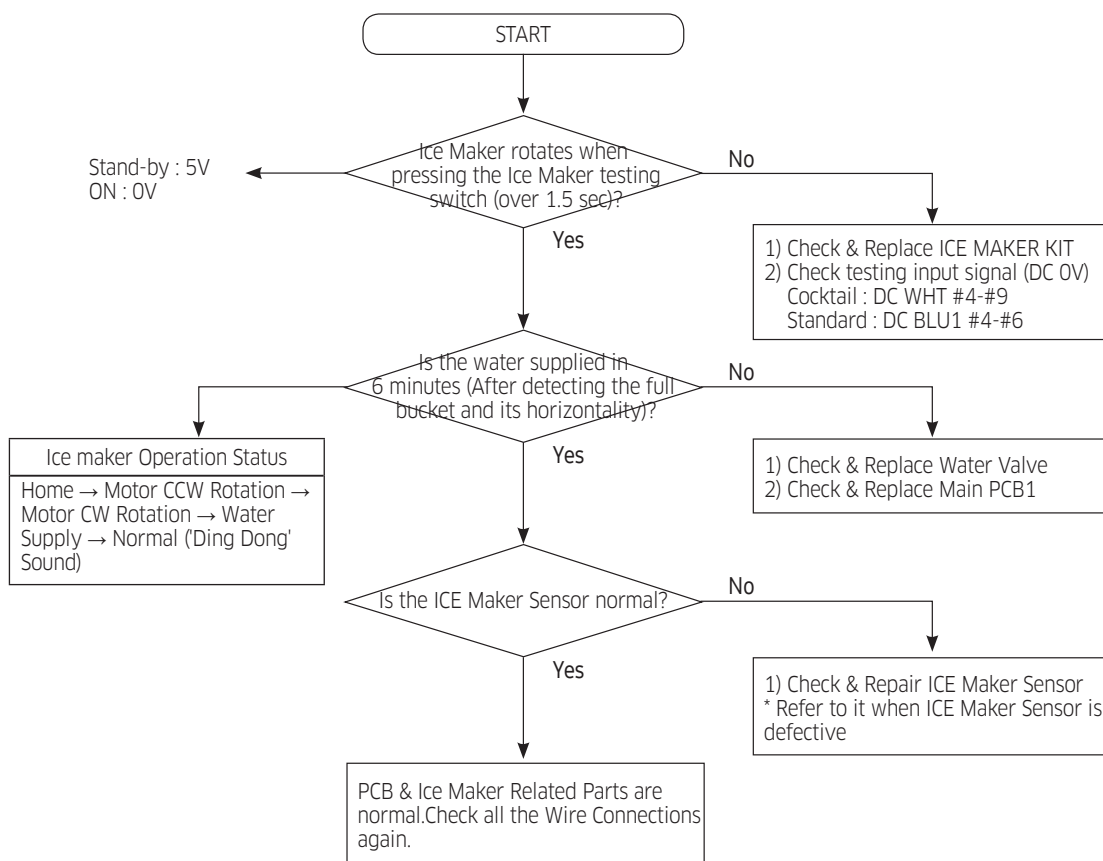 START
Ice Maker rotates when
pressing the Ice Maker testing
switch (over 1.5 sec)?
Stand-by : 5V
ON : 0V
No
Yes
1) Check & Replace ICE MAKER KIT
2) Check testing input signal (DC 0V)
Cocktail : DC WHT #4-#9
Standard : DC BLU1 #4-#6
Is the water supplied in
6 minutes (After detecting the full
bucket and its horizontality)?
No
Yes
Ice maker Operation Status
Home → Motor CCW Rotation →
Motor CW Rotation → Water
Supply → Normal ('Ding Dong'
Sound)
1) Check & Replace Water Valve
2) Check & Replace Main PCB1
Is the ICE Maker Sensor normal?
No
Yes
1) Check & Repair ICE Maker Sensor
* Refer to it when ICE Maker Sensor is
defective
PCB & Ice Maker Related Parts are
normal.Check all the Wire Connections
again.